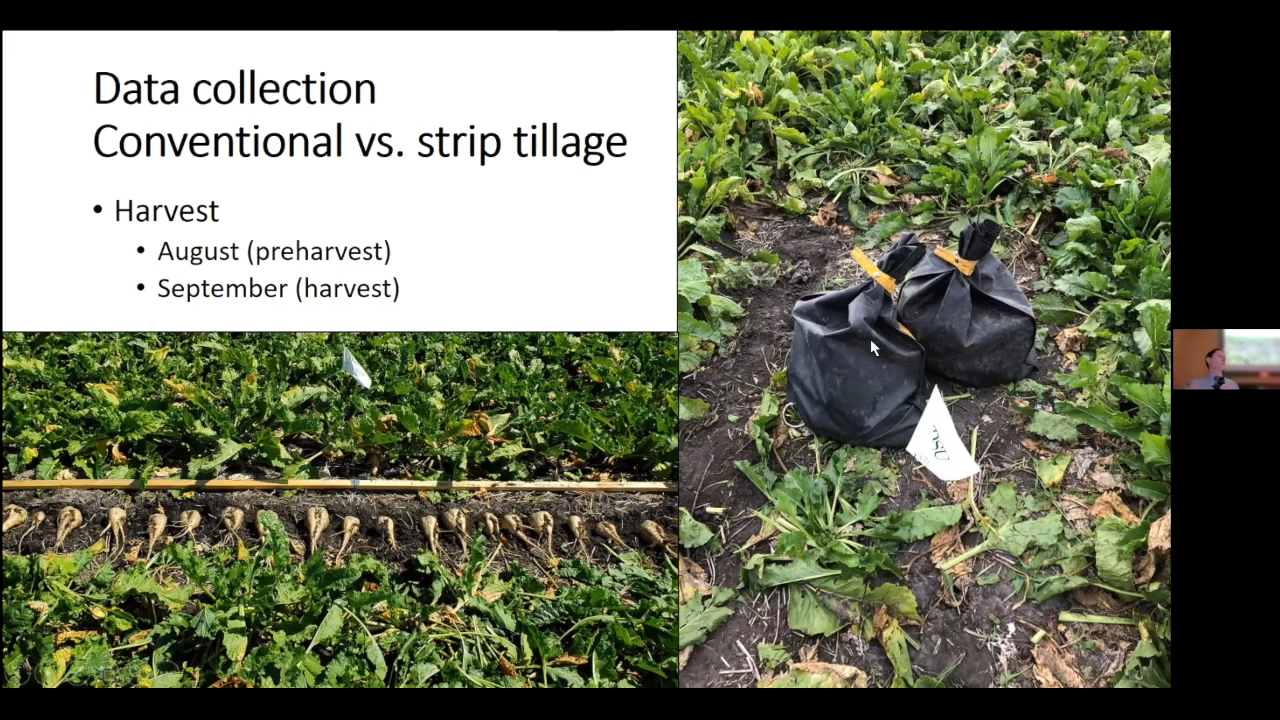 Data collection
Conventional vs. strip tillage
• Harvest
• August (preharvest)
• September (harvest)